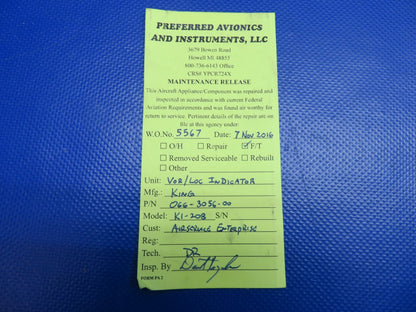 PREFERRED AVIONICS
AND INSTRUMENTS, LLC
3679 Bowen Road
Howell MI 48855
800-736-6143 Office
CRS# YPCR724X
MAINTENANCE RELEASE
This Aircraft Appliance/Component was repaired and
inspected in accordance with current Federal
Aviation Requirements and was found air worthy for
return to service. Pertinent details of the repair are on
file at this agency under:
W.O.No. 5567 Date: 7 Nov 2016
O/H Repair F/T
Removed Serviceable Rebuilt
Other
Unit: VOR/LOC INDICATOR
Mfg.: KING
P/N 066-3056-00
Model: KI-208 S/N
Cust: AIRSERVICE ENTERPRISE
Reg:
Tech. DR
Insp. By
FORM PA 2